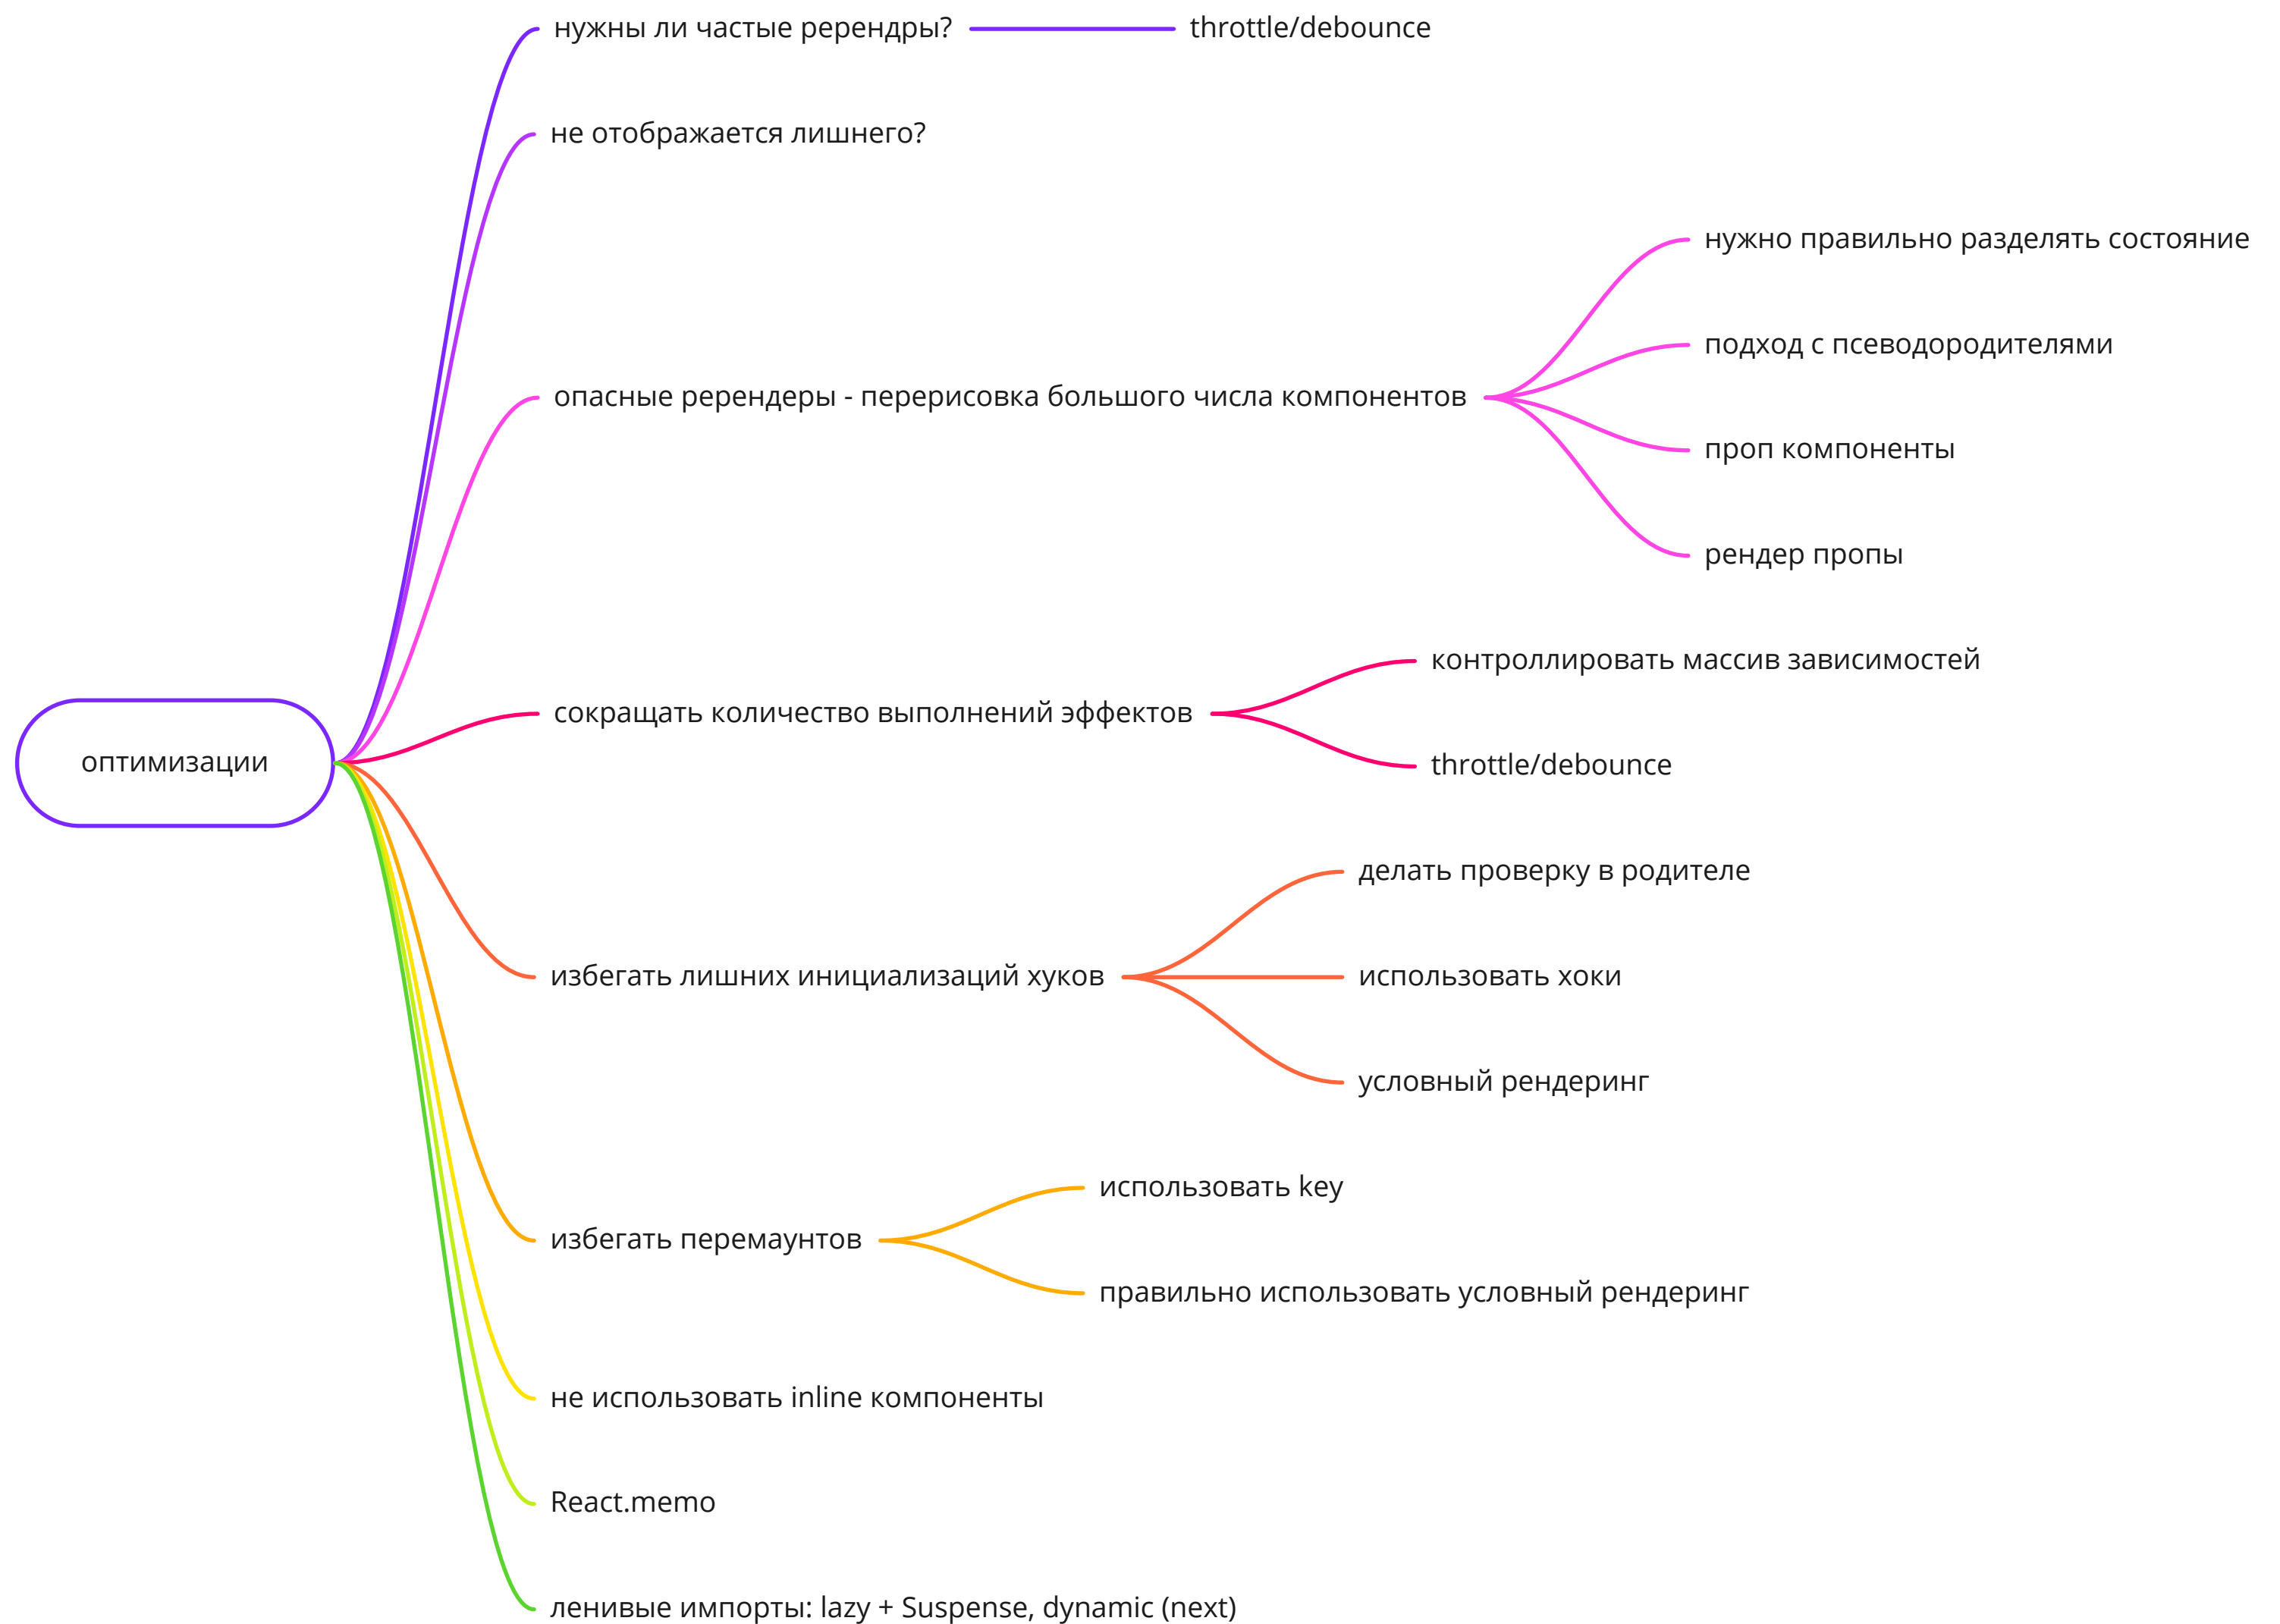 нужны ли частые ререндры?
throttle/debounce
не отображается лишнего?
опасные ререндеры - перерисовка большого числа компонентов
нужно правильно разделять состояние
подход с псеводородителями
проп компоненты
рендер пропы
оптимизации
сокращать количество выполнений эффектов
контроллировать массив зависимостей
throttle/debounce
избегать лишних инициализаций хуков
делать проверку в родителе
использовать хоки
условный рендеринг
избегать перемаунтов
использовать key
правильно использовать условный рендеринг
не использовать inline компоненты
React.memo
ленивые импорты: lazy + Suspense, dynamic (next)